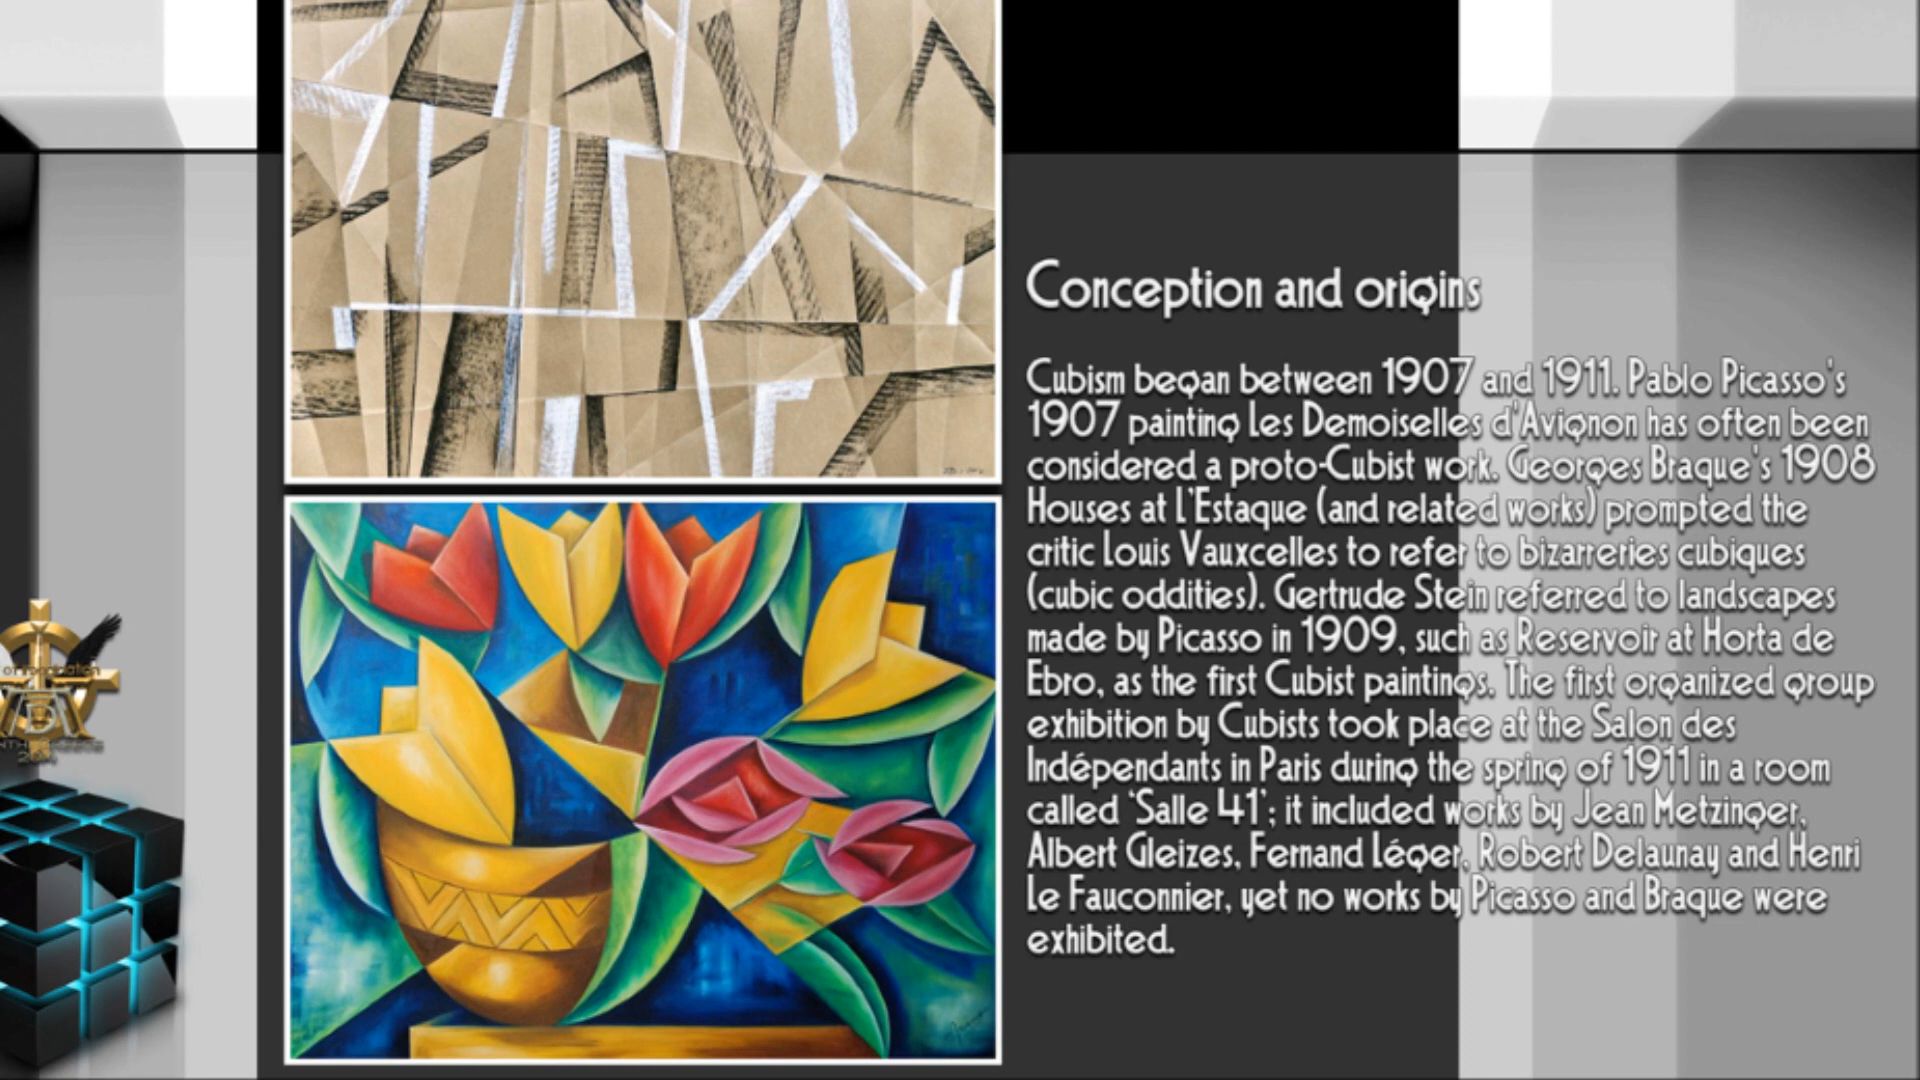 Conception and origins
Cubism began between 1907 and 1911. Pablo Picasso's
1907 painting Les Demoiselles d'Avignon has often been
considered a proto-Cubist work. Georges Braque's 1908
Houses at L'Estaque (and related works) prompted the
critic Louis Vauxcelles to refer to bizarreries cubiques
(cubic oddities). Gertrude Stein referred to landscapes
made by Picasso in 1909, such as Reservoir at Horta de
Ebro, as the first Cubist paintings. The first organized group
exhibition by Cubists took place at the Salon des
Indépendants in Paris during the spring of 1911 in a room
called ‘Salle 41’; it included works by Jean Metzinger,
Albert Gleizes, Fernand Léger, Robert Delaunay and Henri
Le Fauconnier, yet no works by Picasso and Braque were
exhibited.